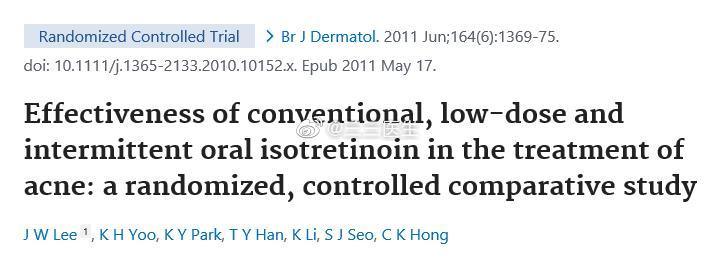 Randomized Controlled Trial > Br J Dermatol. 2011 Jun;164(6):1369-75.
doi: 10.1111/j.1365-2133.2010.10152.x. Epub 2011 May 17.
Effectiveness of conventional, low-dose and
@兰兰医生
intermittent oral isotretinoin in the treatment of
acne: a randomized, controlled comparative study
J W Lee 1, K H Yoo, K Y Park, T Y Han, K Li, S J Seo, C K Hong